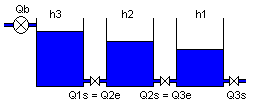 Qb h3 h2 h1
Q1s = Q2e Q2s = Q3e Q3s